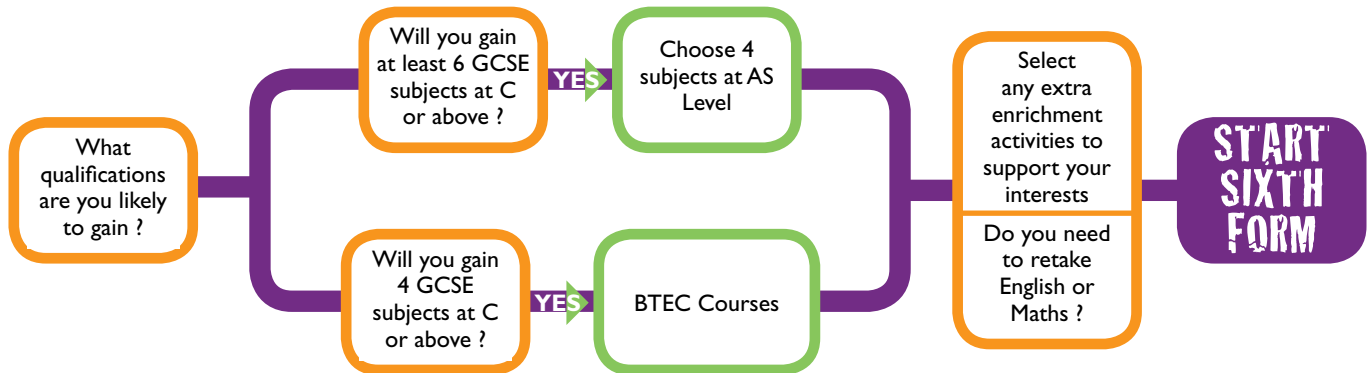 What
qualifications
are you likely
to gain ?
Will you gain
at least 6 GCSE
subjects at C
or above ?
YES
Choose 4
subjects at AS
Level
Will you gain
4 GCSE
subjects at C
or above ?
YES
BTEC Courses
Select
any extra
enrichment
activities to
support your
interests
Do you need
to retake
English or
Maths ?
START
SIXTH
FORM